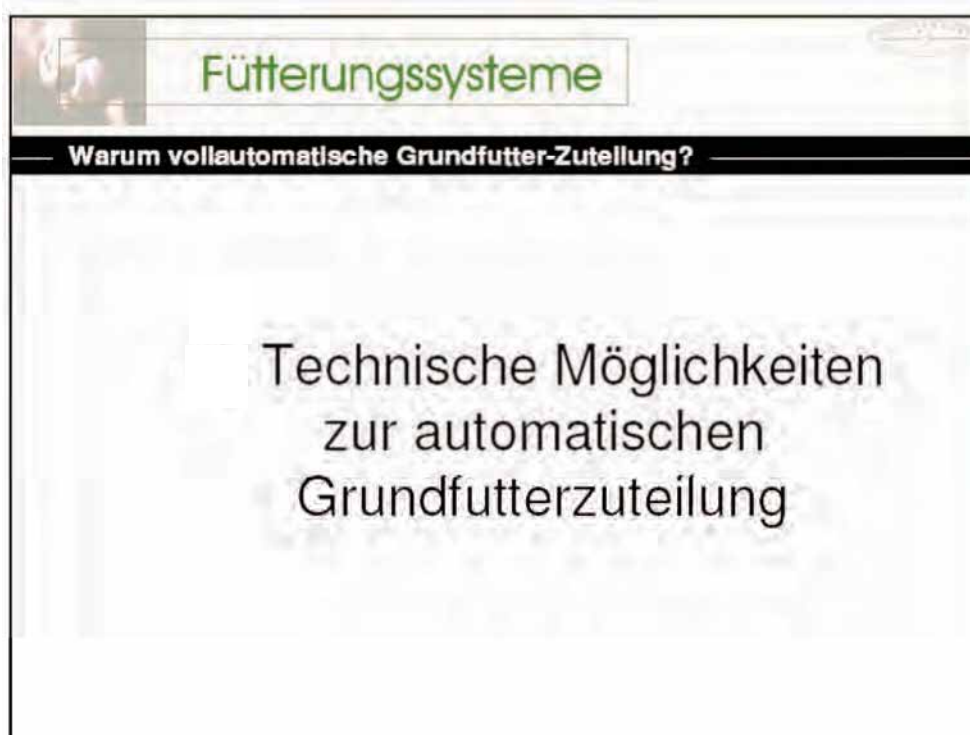 Fütterungssysteme
Warum vollautomatische Grundfutter-Zuteilung?
Technische Möglichkeiten
zur automatischen
Grundfutterzuteilung